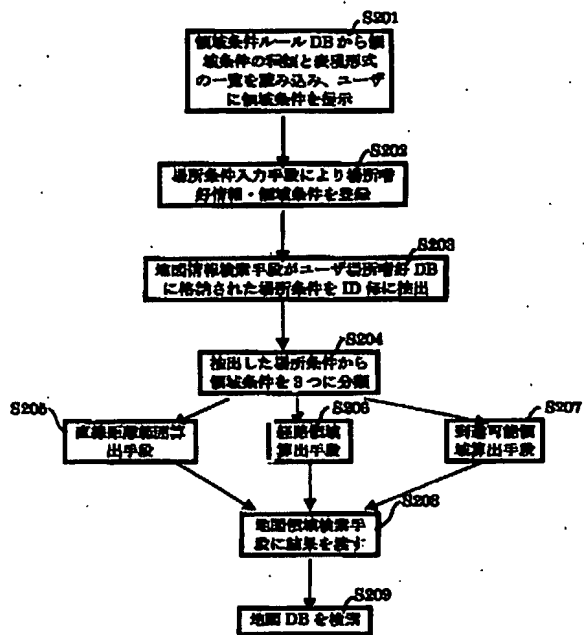 S201
領域条件ルール DB から領
域条件の種類と表現形式
の一覧を読み込み、ユーザ
に領域条件を提示
S202
場所条件入力手段により場所嗜
好情報・領域条件を登録
S203
地図情報検索手段がユーザ場所嗜好 DB
に格納された場所条件を ID 毎に抽出
S204
抽出した場所条件から
領域条件を3つに分類
S205
直線距離範囲算
出手段
S206
経路領域
算出手段
S207
到達可能領
域算出手段
S208
地図領域検索手
段に結果を渡す
S209
地図 DB を検索